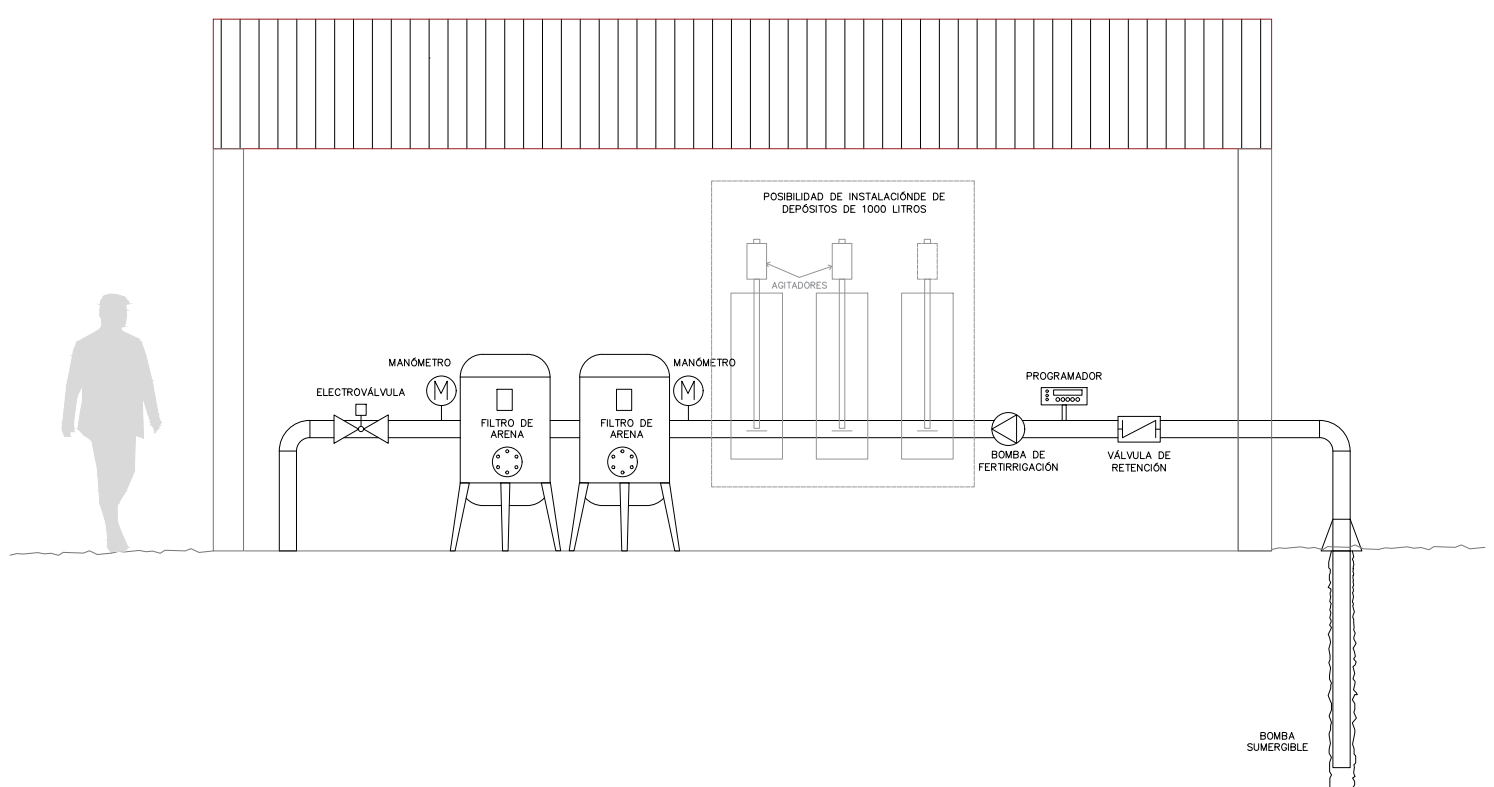 POSIBILIDAD DE INSTALACIÓNDE DE
DEPÓSITOS DE 1000 LITROS
AGITADORES
MANÓMETRO
MANÓMETRO
ELECTROVÁLVULA
PROGRAMADOR
M
M
FILTRO DE
ARENA
FILTRO DE
ARENA
BOMBA DE
FERTIRRIGACIÓN
VÁLVULA DE
RETENCIÓN
BOMBA
SUMERGIBLE